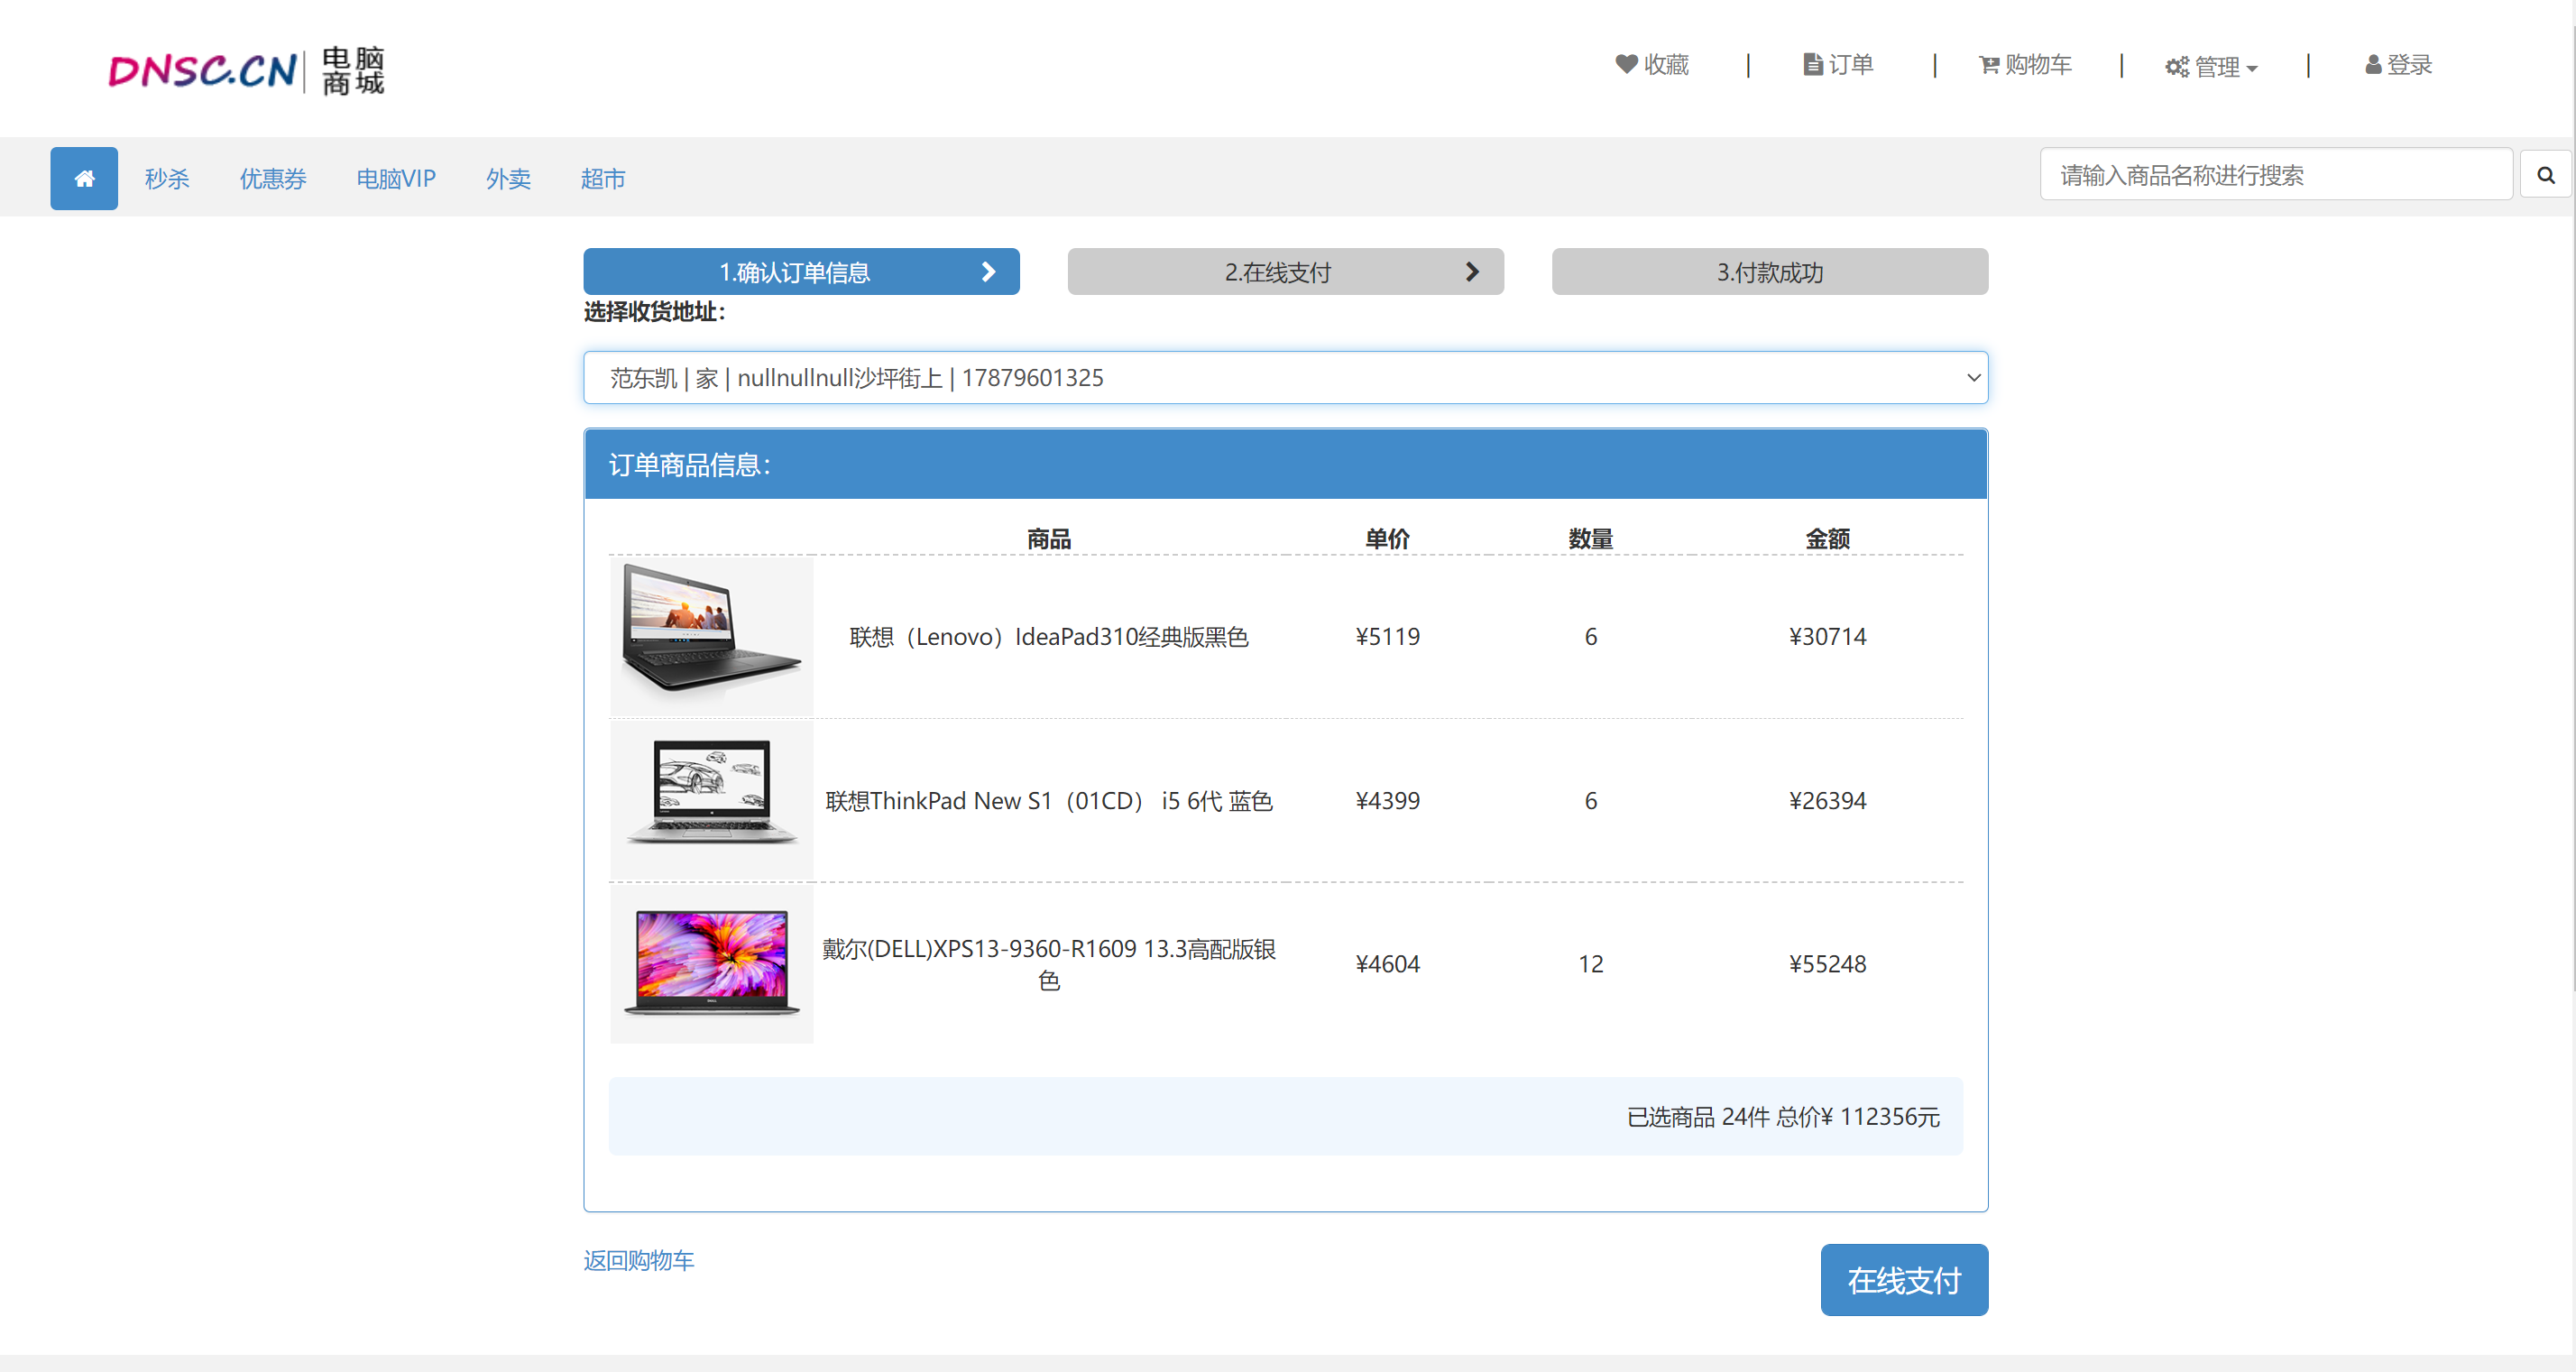 DNSC.CN 电脑商城
收藏 | 订单 | 购物车 | 管理 | 登录
秒杀 优惠券 电脑VIP 外卖 超市 请输入商品名称进行搜索
1.确认订单信息 2.在线支付 3.付款成功
选择收货地址：
范东凯 | 家 | nullnullnull沙坪街上 | 17879601325
订单商品信息：
商品 单价 数量 金额
联想（Lenovo）IdeaPad310经典版黑色 ¥5119 6 ¥30714
联想ThinkPad New S1（01CD） i5 6代 蓝色 ¥4399 6 ¥26394
戴尔(DELL)XPS13-9360-R1609 13.3高配版银
色 ¥4604 12 ¥55248
已选商品 24件 总价¥ 112356元
返回购物车 在线支付